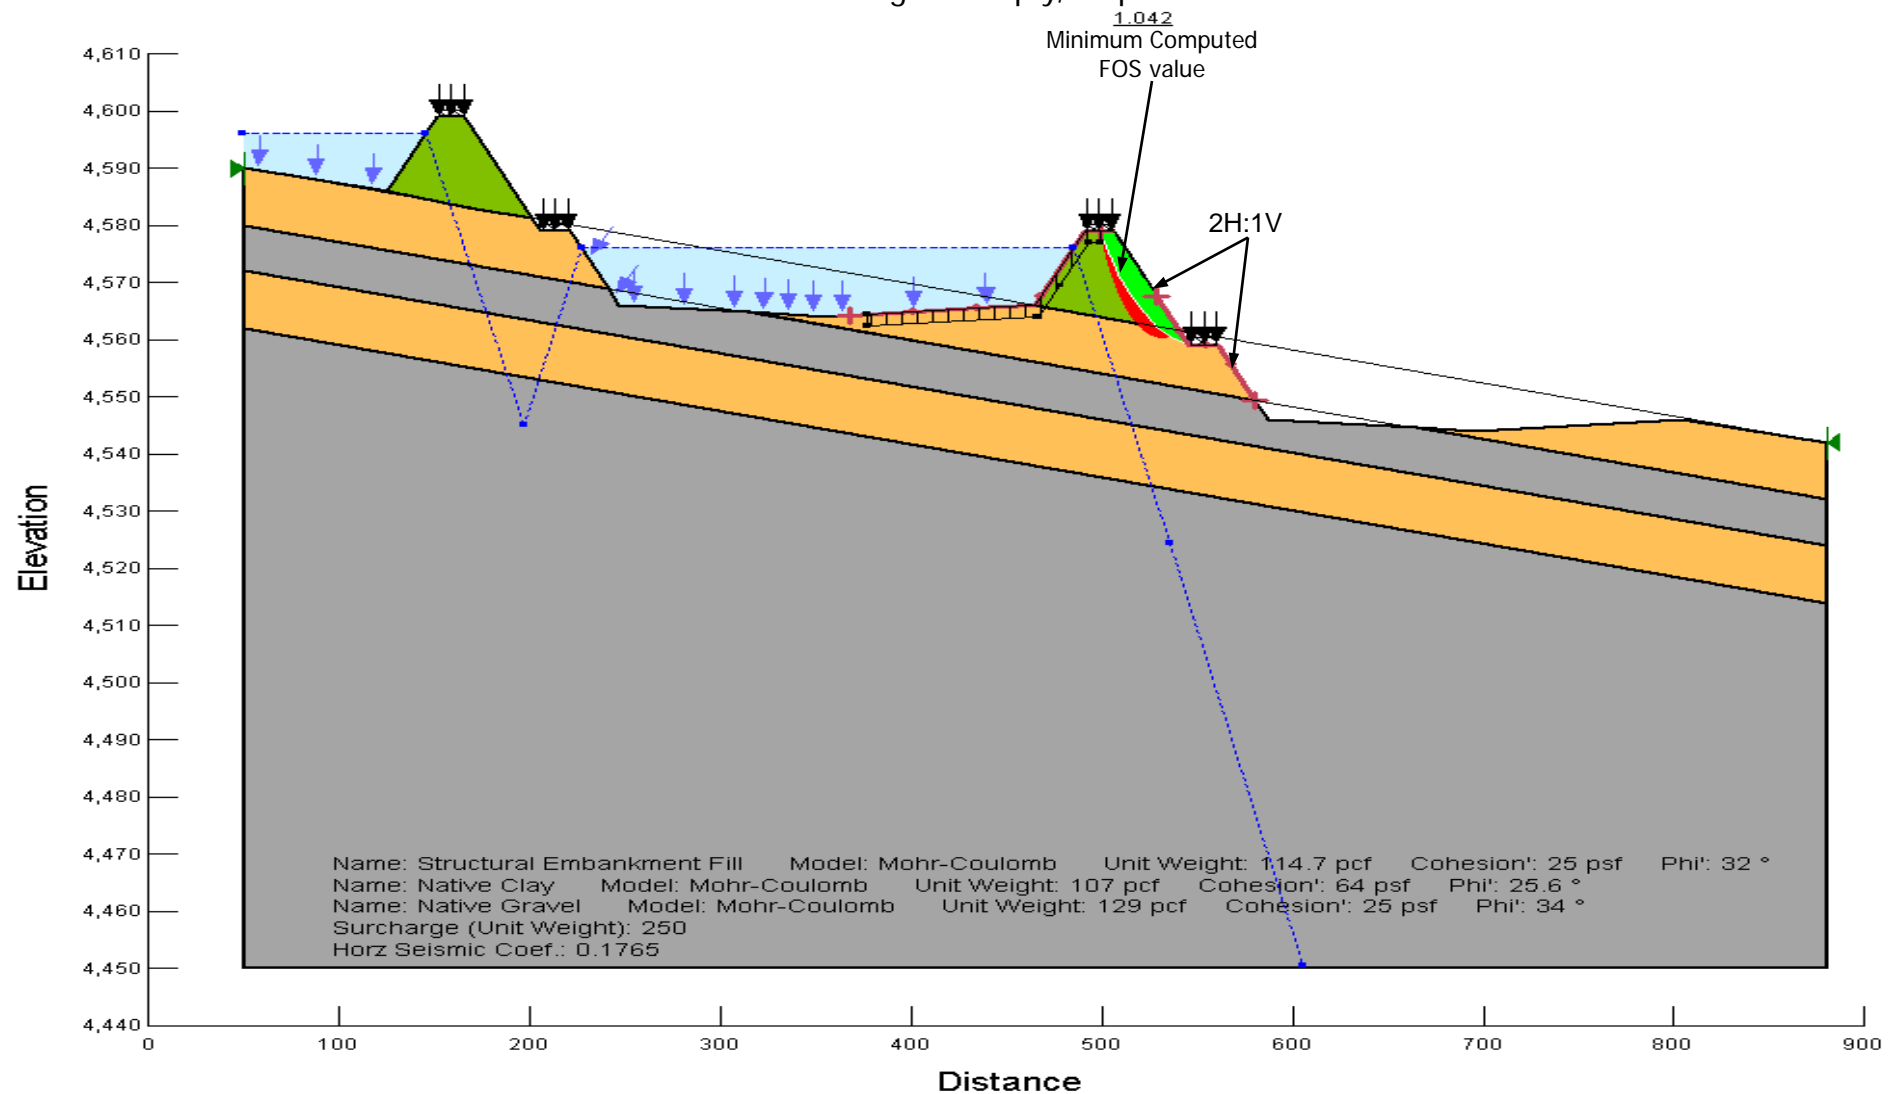 1.042
Minimum Computed
FOS value
2H:1V
4,610
4,600
4,590
4,580
4,570
4,560
4,550
4,540
4,530
4,520
4,510
4,500
4,490
4,480
4,470
4,460
4,450
4,440
Elevation
Name: Structural Embankment Fill Model: Mohr-Coulomb Unit Weight: 114.7 pcf Cohesion': 25 psf Phi': 32 °
Name: Native Clay Model: Mohr-Coulomb Unit Weight: 107 pcf Cohesion': 64 psf Phi': 25.6 °
Name: Native Gravel Model: Mohr-Coulomb Unit Weight: 129 pcf Cohesion': 25 psf Phi': 34 °
Surcharge (Unit Weight): 250
Horz Seismic Coef.: 0.1765
0 100 200 300 400 500 600 700 800 900
Distance